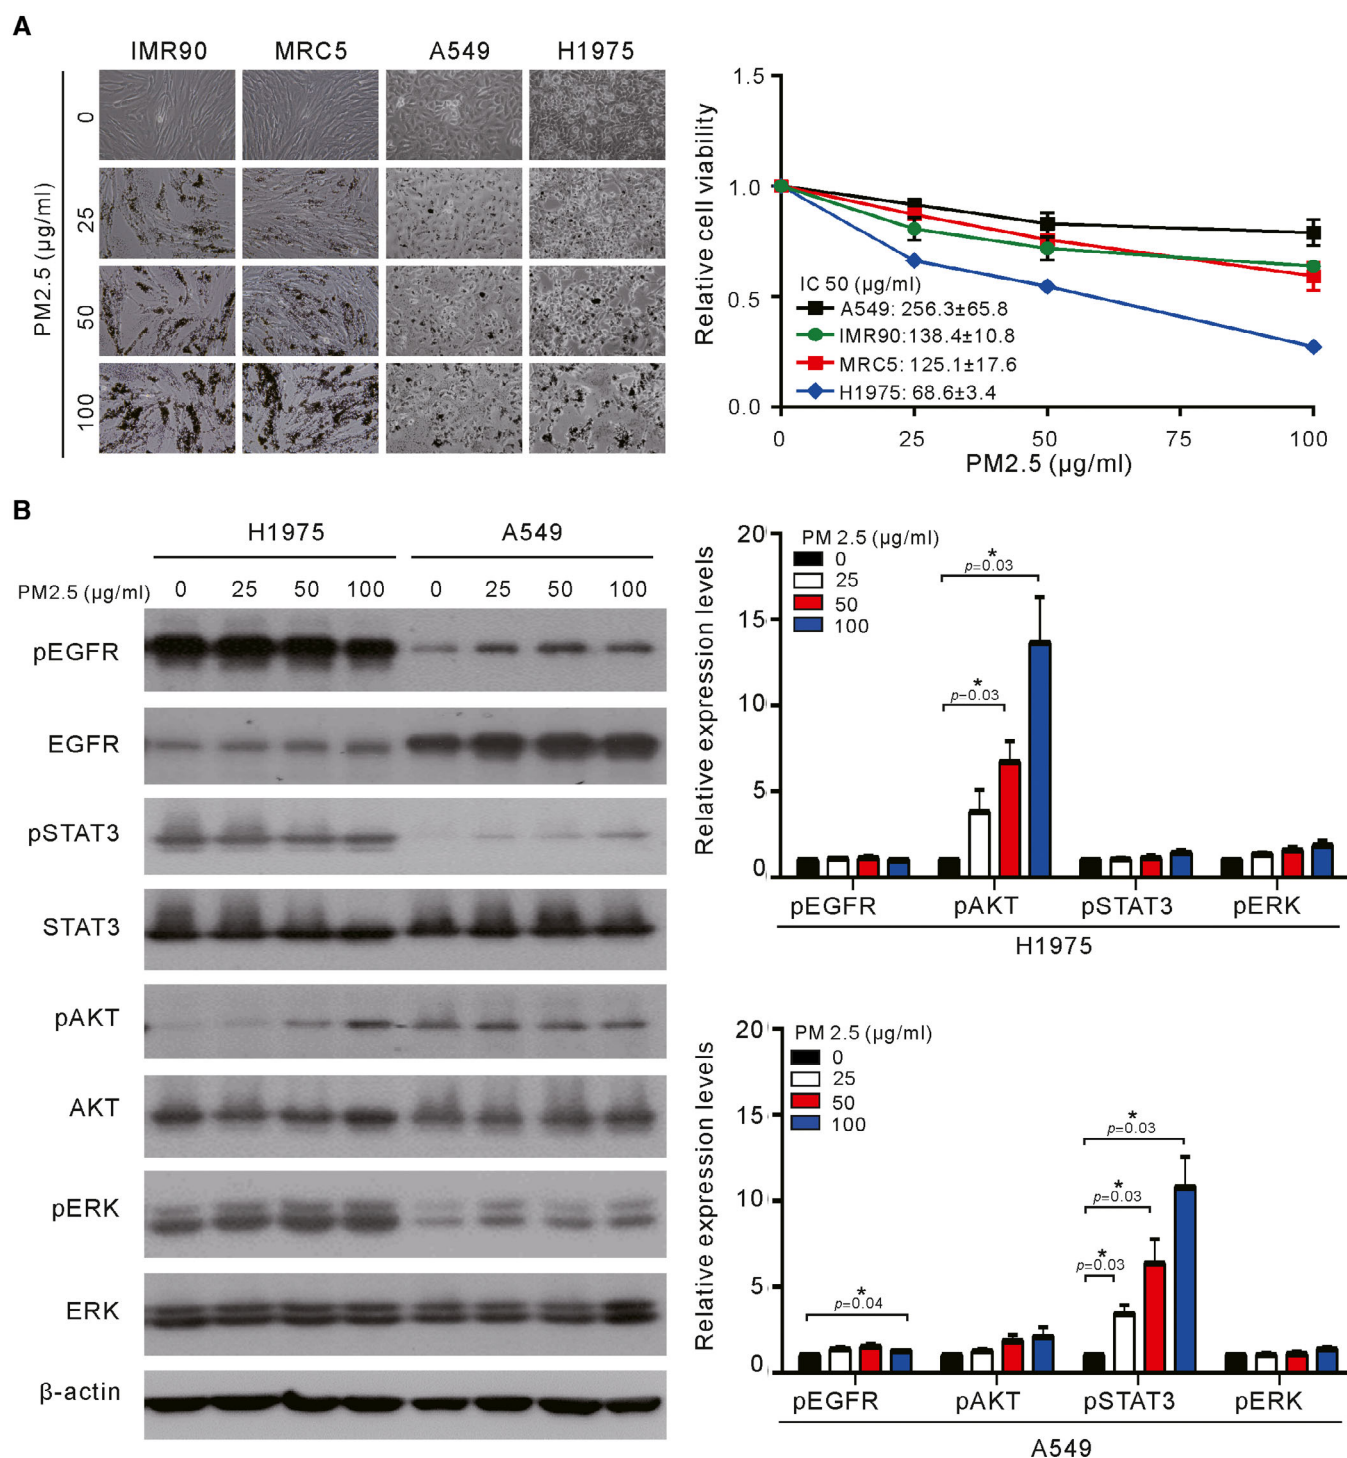 A
IMR90 MRC5 A549 H1975
PM2.5 (µg/ml)
0
25
50
100
Relative cell viability
1.5
1.0
0.5
0.0
IC 50 (µg/ml)
A549: 256.3±65.8
IMR90:138.4±10.8
MRC5: 125.1±17.6
H1975: 68.6±3.4
0 25 50 75 100
PM2.5 (µg/ml)
B
H1975 A549
PM2.5 (µg/ml) 0 25 50 100 0 25 50 100
pEGFR
EGFR
pSTAT3
STAT3
pAKT
AKT
pERK
ERK
β-actin
Relative expression levels
20
15
10
5
0
PM 2.5 (µg/ml)
0
25
50
100
*
p=0.03
*
p=0.03
pEGFR pAKT pSTAT3 pERK
H1975
Relative expression levels
20
15
10
5
0
PM 2.5 (µg/ml)
0
25
50
100
*
p=0.03
*
p=0.03
*
p=0.03
*
p=0.04
pEGFR pAKT pSTAT3 pERK
A549